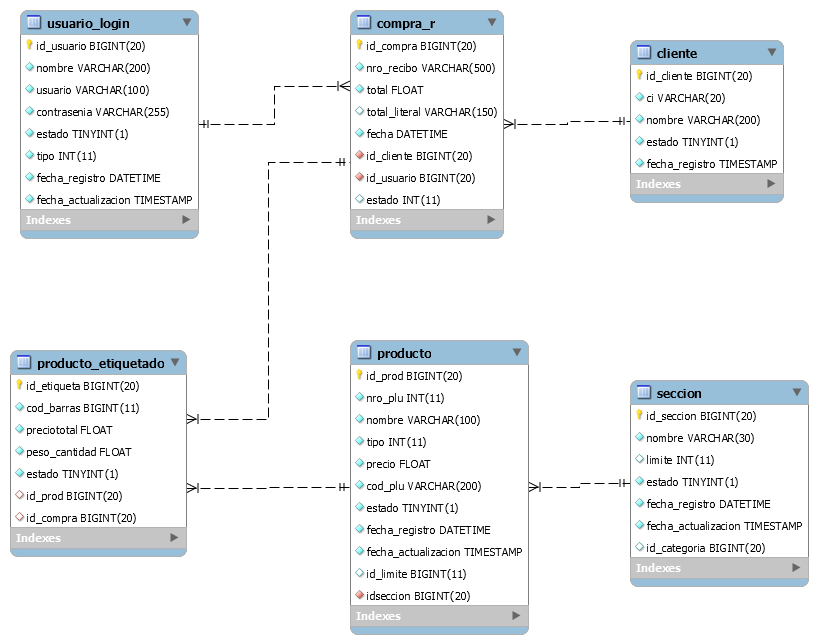 usuario_login
id_usuario BIGINT(20)
nombre VARCHAR(200)
usuario VARCHAR(100)
contrasenia VARCHAR(255)
estado TINYINT(1)
tipo INT(11)
fecha_registro DATETIME
fecha_actualizacion TIMESTAMP
Indexes
compra_r
id_compra BIGINT(20)
nro_recibo VARCHAR(500)
total FLOAT
total_literal VARCHAR(150)
fecha DATETIME
id_cliente BIGINT(20)
id_usuario BIGINT(20)
estado INT(11)
Indexes
cliente
id_cliente BIGINT(20)
ci VARCHAR(20)
nombre VARCHAR(200)
estado TINYINT(1)
fecha_registro TIMESTAMP
Indexes
producto_etiquetado
id_etiqueta BIGINT(20)
cod_barras BIGINT(11)
preciototal FLOAT
peso_cantidad FLOAT
estado TINYINT(1)
id_prod BIGINT(20)
id_compra BIGINT(20)
Indexes
producto
id_prod BIGINT(20)
nro_plu INT(11)
nombre VARCHAR(100)
tipo INT(11)
precio FLOAT
cod_plu VARCHAR(200)
estado TINYINT(1)
fecha_registro DATETIME
fecha_actualizacion TIMESTAMP
id_limite BIGINT(11)
idseccion BIGINT(20)
Indexes
seccion
id_seccion BIGINT(20)
nombre VARCHAR(30)
limite INT(11)
estado TINYINT(1)
fecha_registro DATETIME
fecha_actualizacion TIMESTAMP
id_categoria BIGINT(20)
Indexes